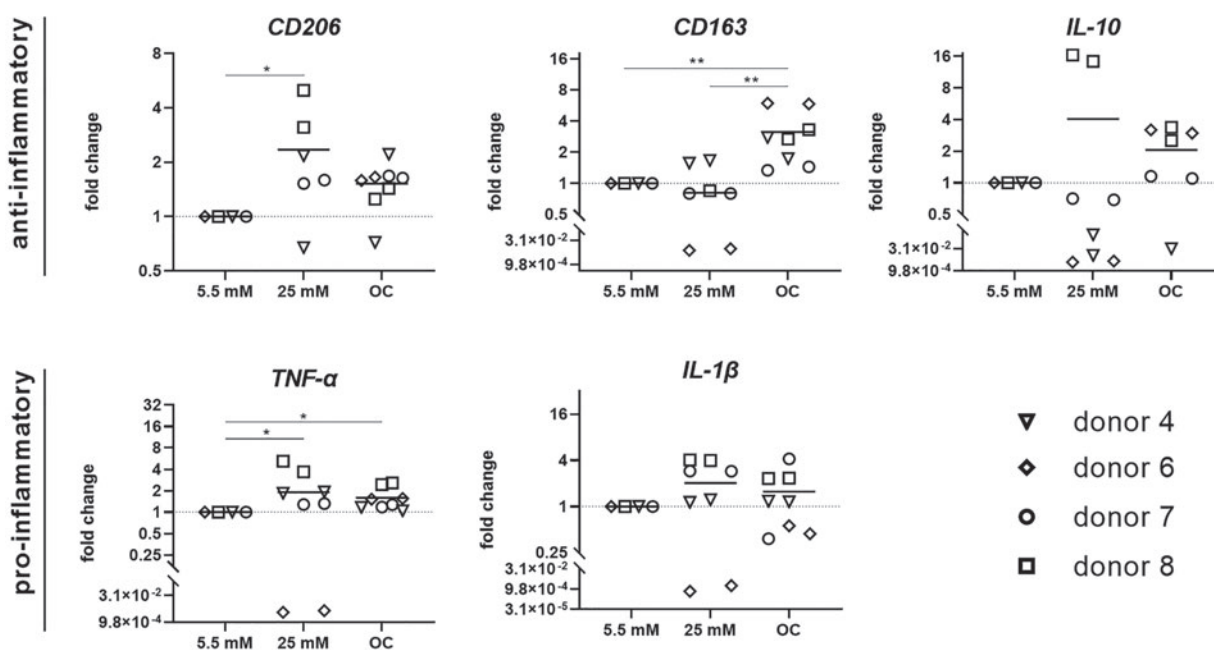 anti-inflammatory
CD206
fold change
8
4
2
1
0.5
*
5.5 mM 25 mM OC
CD163
fold change
16
8
4
2
1
0.5
3.1×10⁻²
9.8×10⁻⁴
**
**
5.5 mM 25 mM OC
IL-10
fold change
16
4
1
0.5
3.1×10⁻²
9.8×10⁻⁴
5.5 mM 25 mM OC
pro-inflammatory
TNF-α
fold change
32
16
8
4
2
1
0.5
0.25
3.1×10⁻²
9.8×10⁻⁴
*
*
5.5 mM 25 mM OC
IL-1β
fold change
16
4
1
0.25
3.1×10⁻²
9.8×10⁻⁴
3.1×10⁻⁵
5.5 mM 25 mM OC
donor 4
donor 6
donor 7
donor 8